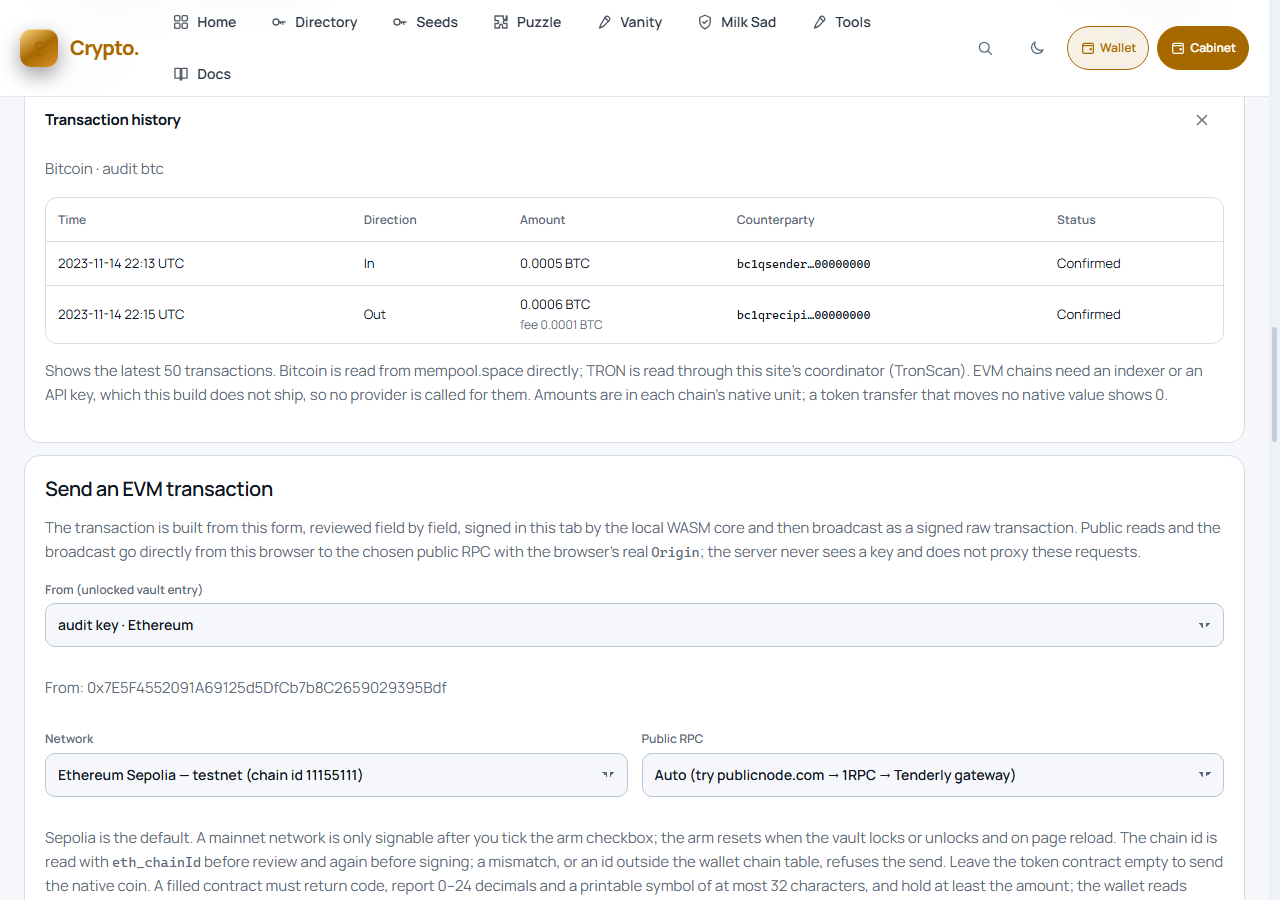 Crypto.
Home
Directory
Seeds
Puzzle
Vanity
Milk Sad
Tools
Docs
Wallet
Cabinet
Transaction history
Bitcoin · audit btc
Time Direction Amount Counterparty Status
2023-11-14 22:13 UTC In 0.0005 BTC bc1qsender…00000000 Confirmed
2023-11-14 22:15 UTC Out 0.0006 BTC bc1qrecipi…00000000 Confirmed
fee 0.0001 BTC
Shows the latest 50 transactions. Bitcoin is read from mempool.space directly; TRON is read through this site's coordinator (TronScan). EVM chains need an indexer or an
API key, which this build does not ship, so no provider is called for them. Amounts are in each chain's native unit; a token transfer that moves no native value shows 0.
Send an EVM transaction
The transaction is built from this form, reviewed field by field, signed in this tab by the local WASM core and then broadcast as a signed raw transaction. Public reads and the
broadcast go directly from this browser to the chosen public RPC with the browser's real Origin; the server never sees a key and does not proxy these requests.
From (unlocked vault entry)
audit key · Ethereum
From: 0x7E5F4552091A69125d5DfCb7b8C2659029395Bdf
Network
Public RPC
Ethereum Sepolia — testnet (chain id 11155111)
Auto (try publicnode.com → 1RPC → Tenderly gateway)
Sepolia is the default. A mainnet network is only signable after you tick the arm checkbox; the arm resets when the vault locks or unlocks and on page reload. The chain id is
read with eth_chainId before review and again before signing; a mismatch, or an id outside the wallet chain table, refuses the send. Leave the token contract empty to send
the native coin. A filled contract must return code, report 0–24 decimals and a printable symbol of at most 32 characters, and hold at least the amount; the wallet reads